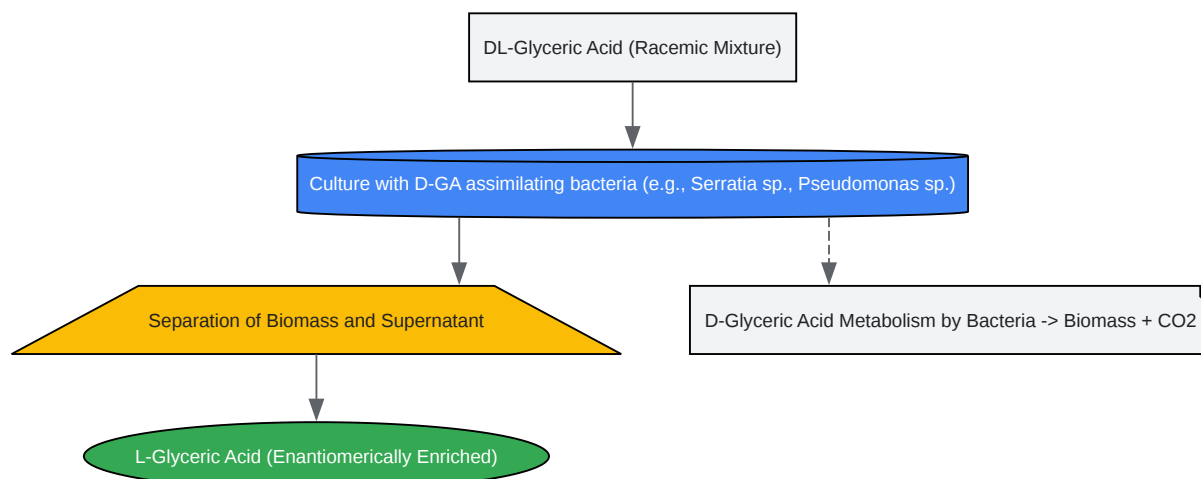 DL-Glyceric Acid (Racemic Mixture)
Culture with D-GA assimilating bacteria (e.g., Serratia sp., Pseudomonas sp.)
Separation of Biomass and Supernatant
D-Glyceric Acid Metabolism by Bacteria -> Biomass + CO2
L-Glyceric Acid (Enantiomerically Enriched)